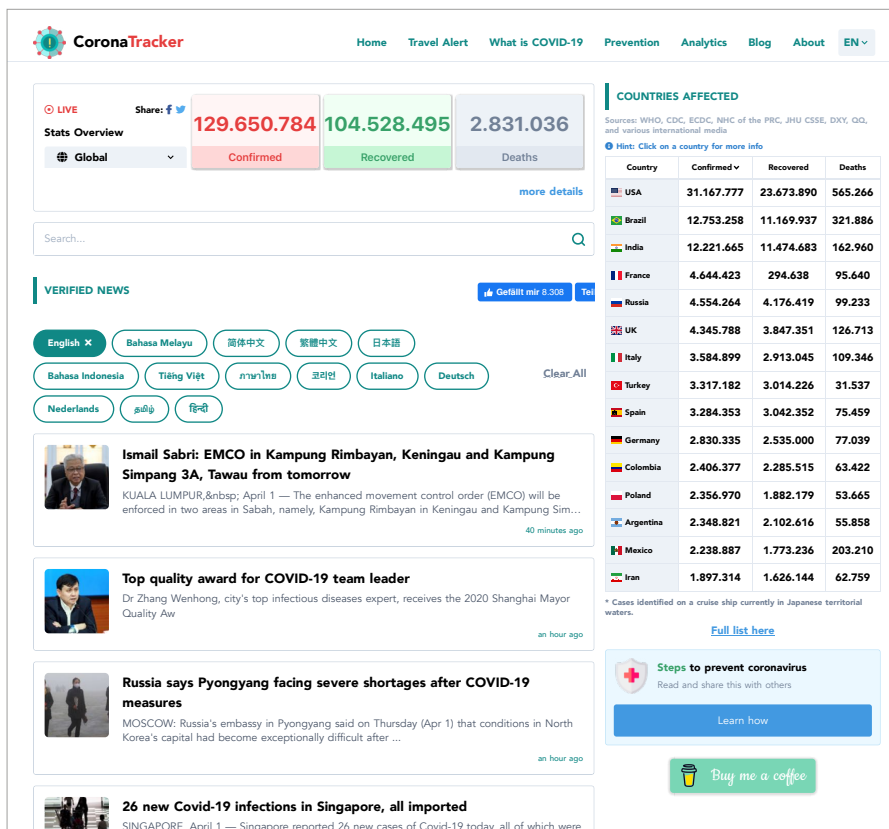 CoronaTracker
Home Travel Alert What is COVID-19 Prevention Analytics Blog About EN
LIVE Share:
Stats Overview
Global
129.650.784 104.528.495 2.831.036
Confirmed Recovered Deaths
more details
Search...
VERIFIED NEWS
Gefällt mir 8.308 Teil
English ×
Bahasa Melayu
简体中文
繁體中文
日本語
Bahasa Indonesia
Tiếng Việt
ภาษาไทย
코리언
Italiano
Deutsch
Clear All
Nederlands
தமிழ்
हिन्दी
Ismail Sabri: EMCO in Kampung Rimbayan, Keningau and Kampung
Simpang 3A, Tawau from tomorrow
KUALA LUMPUR,&nbsp; April 1 — The enhanced movement control order (EMCO) will be
enforced in two areas in Sabah, namely, Kampung Rimbayan in Keningau and Kampung Sim...
40 minutes ago
Top quality award for COVID-19 team leader
Dr Zhang Wenhong, city's top infectious diseases expert, receives the 2020 Shanghai Mayor
Quality Aw
an hour ago
Russia says Pyongyang facing severe shortages after COVID-19
measures
MOSCOW: Russia's embassy in Pyongyang said on Thursday (Apr 1) that conditions in North
Korea's capital had become exceptionally difficult after ...
an hour ago
26 new Covid-19 infections in Singapore, all imported
SINGAPORE, April 1 — Singapore reported 26 new cases of Covid-19 today, all of which were
COUNTRIES AFFECTED
Sources: WHO, CDC, ECDC, NHC of the PRC, JHU CSSE, DXY, QQ,
and various international media
Hint: Click on a country for more info
Country Confirmed Recovered Deaths
USA 31.167.777 23.673.890 565.266
Brazil 12.753.258 11.169.937 321.886
India 12.221.665 11.474.683 162.960
France 4.644.423 294.638 95.640
Russia 4.554.264 4.176.419 99.233
UK 4.345.788 3.847.351 126.713
Italy 3.584.899 2.913.045 109.346
Turkey 3.317.182 3.014.226 31.537
Spain 3.284.353 3.042.352 75.459
Germany 2.830.335 2.535.000 77.039
Colombia 2.406.377 2.285.515 63.422
Poland 2.356.970 1.882.179 53.665
Argentina 2.348.821 2.102.616 55.858
Mexico 2.238.887 1.773.236 203.210
Iran 1.897.314 1.626.144 62.759
* Cases identified on a cruise ship currently in Japanese territorial
waters.
Full list here
Steps to prevent coronavirus
Read and share this with others
Learn how
Buy me a coffee